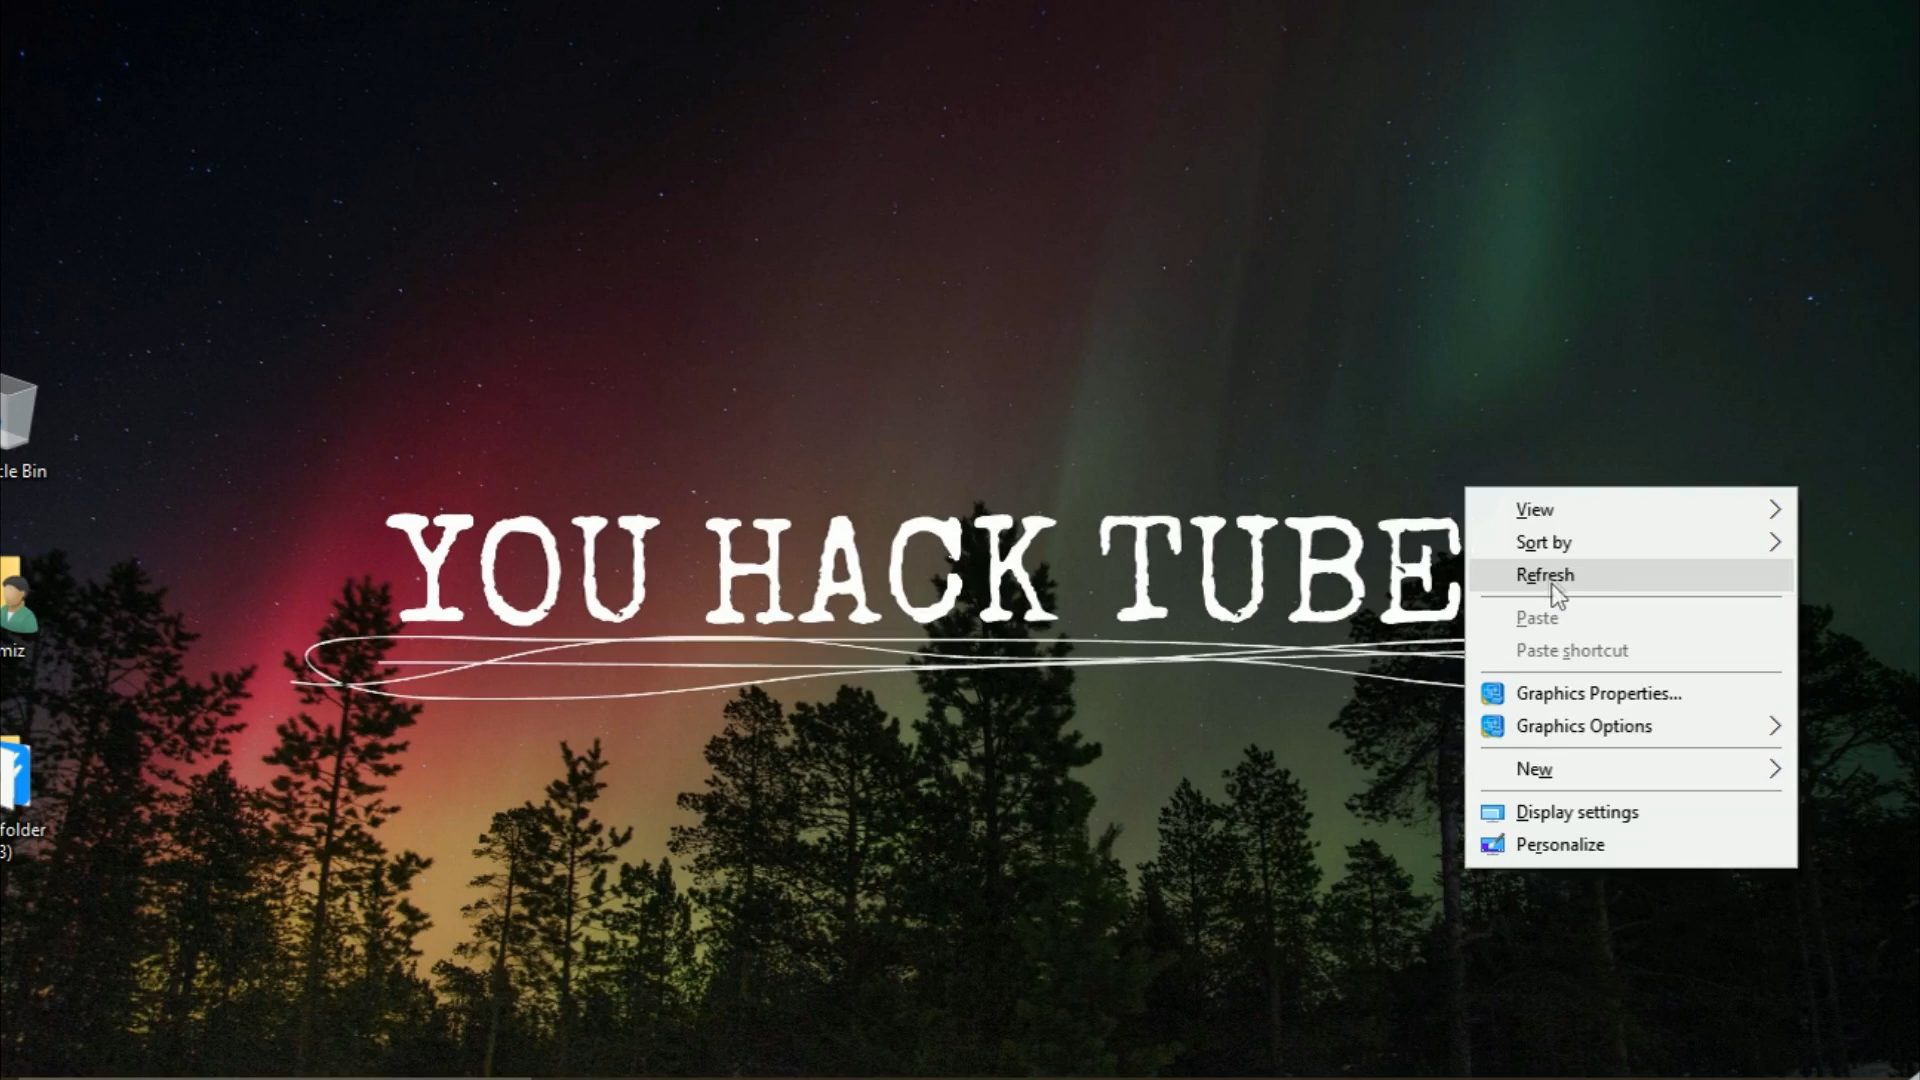 cle Bin
miz
folder
3)
YOU HACK TUBE
View
Sort by
Refresh
Paste
Paste shortcut
Graphics Properties...
Graphics Options
New
Display settings
Personalize